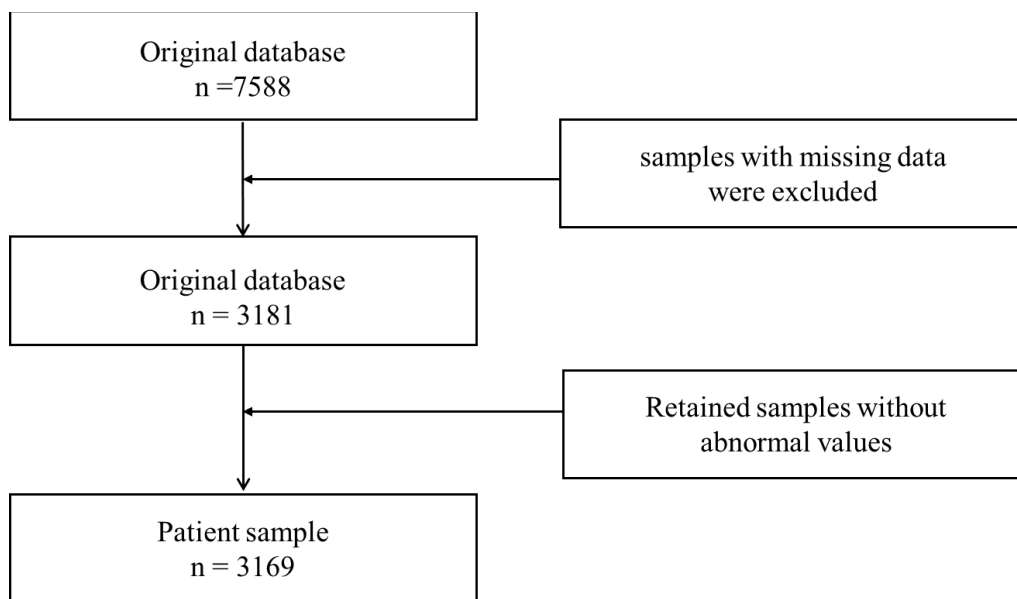 Original database
n =7588
samples with missing data
were excluded
Original database
n = 3181
Retained samples without
abnormal values
Patient sample
n = 3169